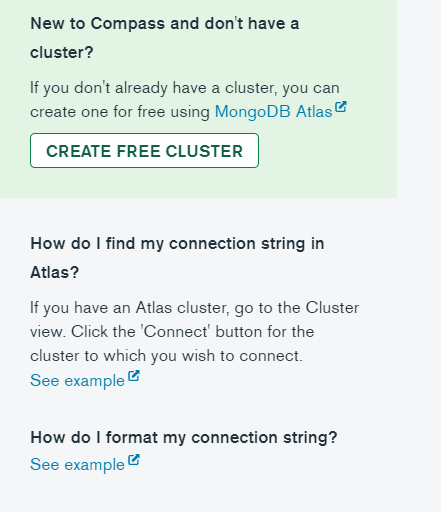 New to Compass and don't have a
cluster?
If you don't already have a cluster, you can
create one for free using MongoDB Atlas
CREATE FREE CLUSTER
How do I find my connection string in
Atlas?
If you have an Atlas cluster, go to the Cluster
view. Click the 'Connect' button for the
cluster to which you wish to connect.
See example
How do I format my connection string?
See example